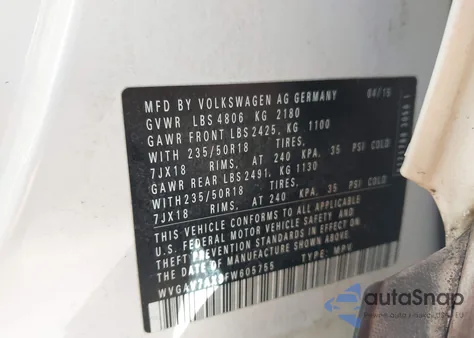 MFD BY VOLKSWAGEN AG GERMANY 04/15
GVWR LBS 4806 KG 2180
GAWR FRONT LBS 2425, KG 1100
WITH 235/50R18 TIRES,
7JX18 RIMS, AT 240 KPA, 35 PSI COLD
GAWR REAR LBS 2491, KG 1130
WITH 235/50R18 TIRES,
7JX18 RIMS, AT 240 KPA, 35 PSI COLD
THIS VEHICLE CONFORMS TO ALL APPLICABLE
U.S. FEDERAL MOTOR VEHICLE SAFETY AND
THEFT PREVENTION STANDARDS IN EFFECT ON
THE DATE OF MANUFACTURE SHOWN ABOVE.
TYPE: MPV
autoSnap